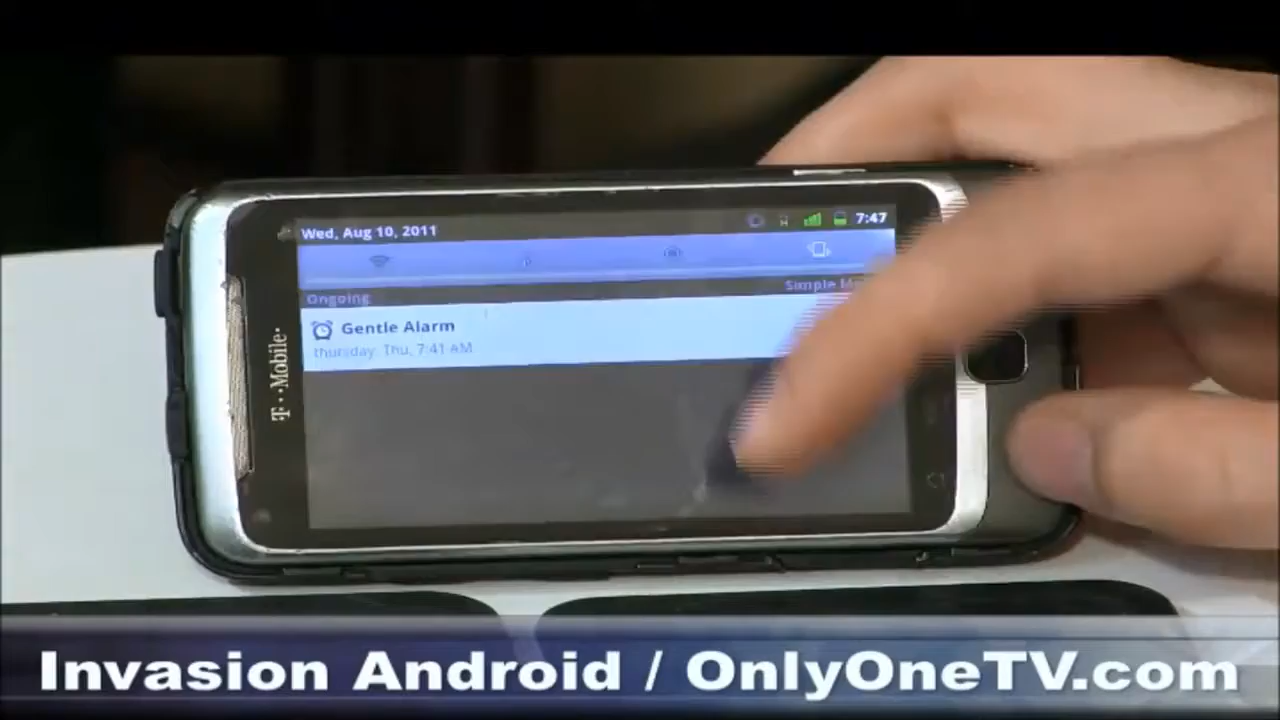 Wed, Aug 10, 2011
7:47
Ongoing
Simple M
Gentle Alarm
thursday: Thu, 7:41 AM
T··Mobile·
Invasion Android / OnlyOneTV.com